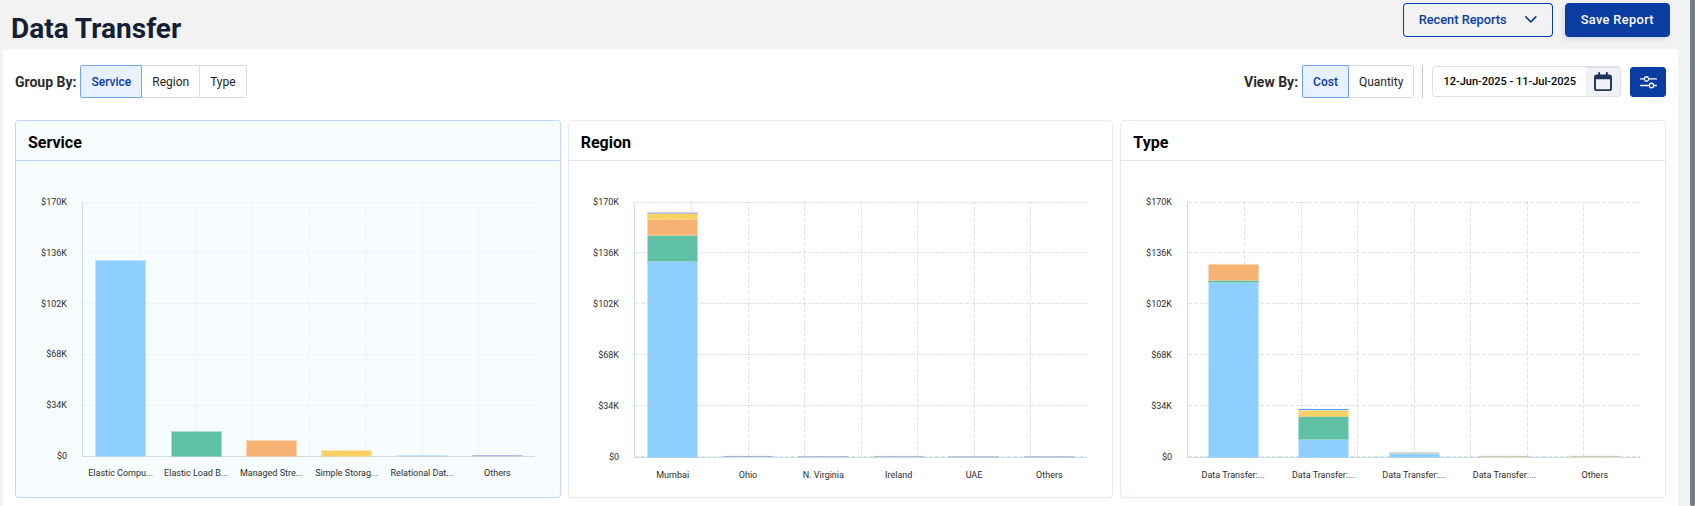 Data Transfer
Recent Reports
Save Report
Group By:
Service
Region
Type
View By:
Cost
Quantity
12-Jun-2025 - 11-Jul-2025
Service
$170K
$136K
$102K
$68K
$34K
$0
Elastic Compu...
Elastic Load B...
Managed Stre...
Simple Storag...
Relational Dat...
Others
Region
$170K
$136K
$102K
$68K
$34K
$0
Mumbai
Ohio
N. Virginia
Ireland
UAE
Others
Type
$170K
$136K
$102K
$68K
$34K
$0
Data Transfer:...
Data Transfer:...
Data Transfer:...
Data Transfer:...
Others